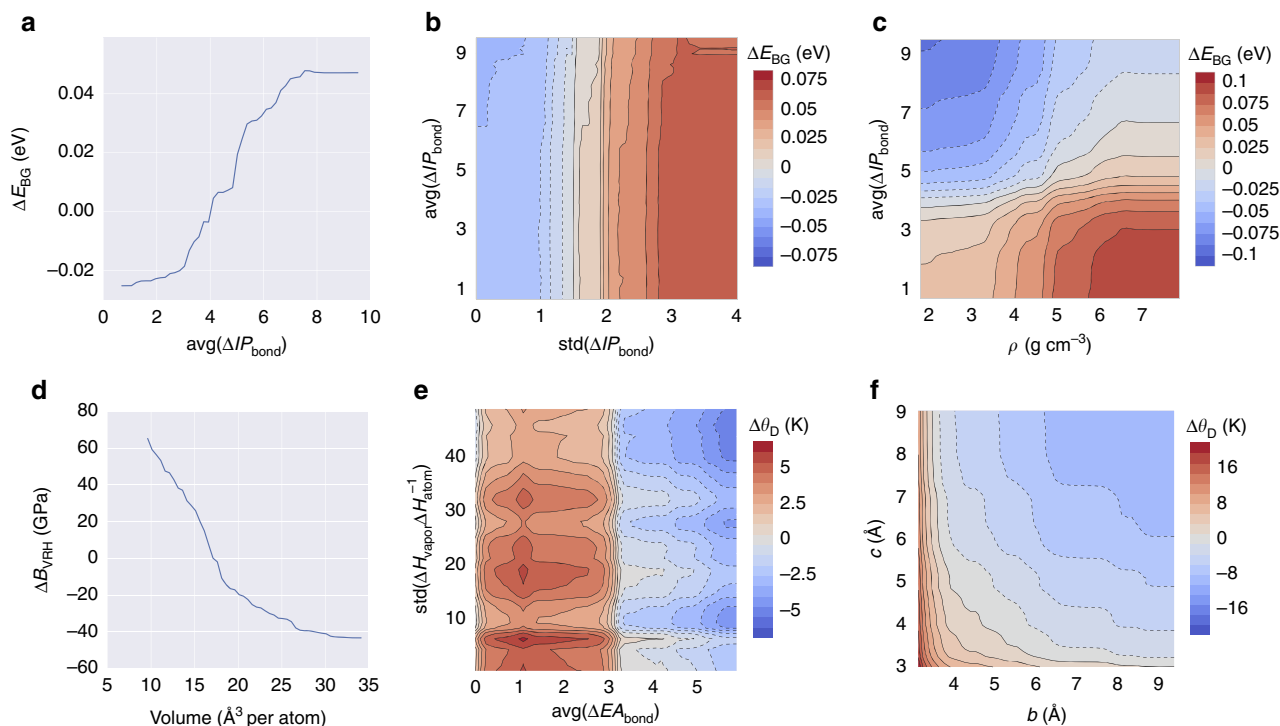 a
0.04
0.02
0.00
−0.02
ΔE_BG (eV)
0 2 4 6 8 10
avg(ΔIP_bond)
b
9
7
5
3
1
avg(ΔIP_bond)
0 1 2 3 4
std(ΔIP_bond)
ΔE_BG (eV)
0.075
0.050
0.025
0
−0.025
−0.050
−0.075
c
9
7
5
3
1
avg(ΔIP_bond)
2 3 4 5 6 7
ρ (g cm⁻³)
ΔE_BG (eV)
0.1
0.075
0.05
0.025
0
−0.025
−0.05
−0.075
−0.1
d
80
60
40
20
0
−20
−40
−60
ΔB_VRH (GPa)
5 10 15 20 25 30 35
Volume (Å³ per atom)
e
40
30
20
10
std(ΔH_vapor ΔH_atom⁻¹)
0 1 2 3 4 5
avg(ΔEA_bond)
Δθ_D (K)
5
2.5
0
−2.5
−5
f
9
8
7
6
5
4
3
c (Å)
4 5 6 7 8 9
b (Å)
Δθ_D (K)
16
8
0
−8
−16